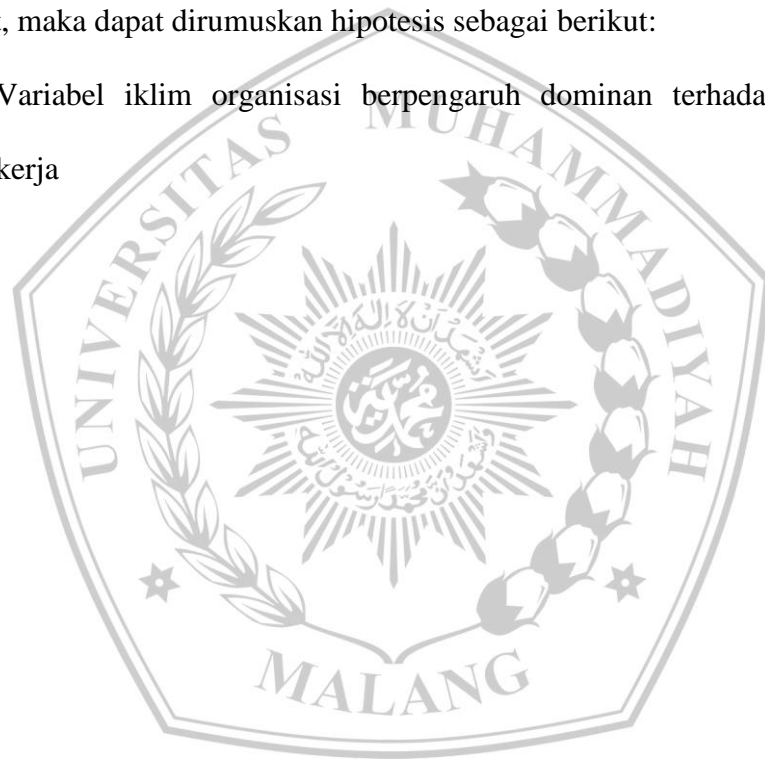 , maka dapat dirumuskan hipotesis sebagai berikut:
Variabel iklim organisasi berpengaruh dominan terhada
kerja
UNIVERSITAS MUHAMMADIYAH
MALANG